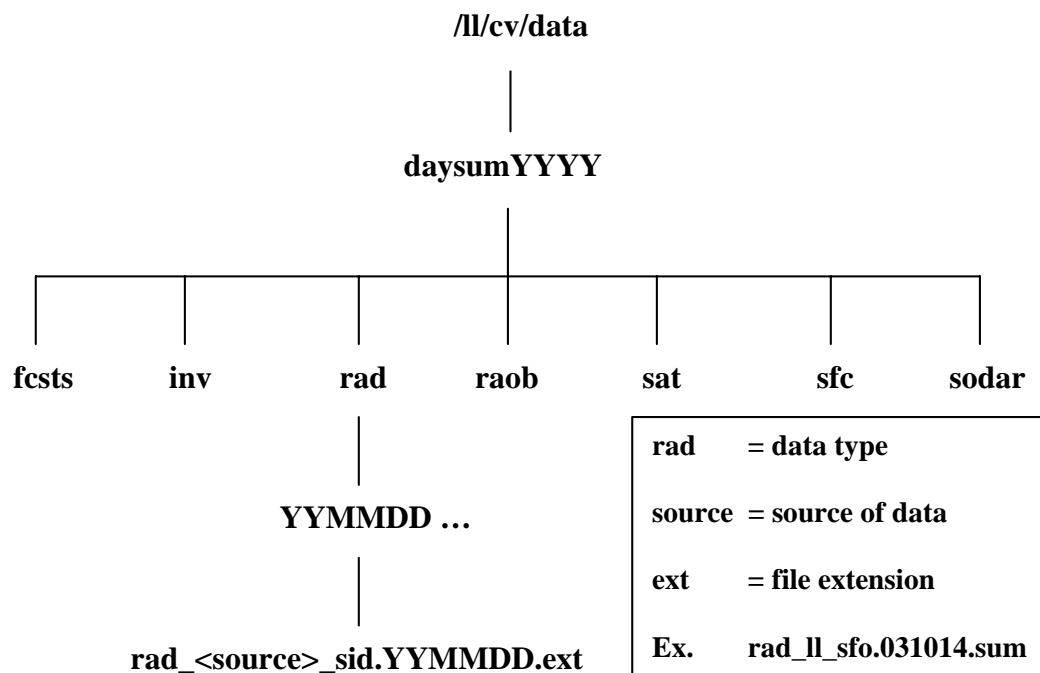 /ll/cv/data
daysumYYYY
fcsts inv rad raob sat sfc sodar
rad = data type
YYMMDD …
source = source of data
ext = file extension
rad_<source>_sid.YYMMDD.ext
Ex. rad_ll_sfo.031014.sum